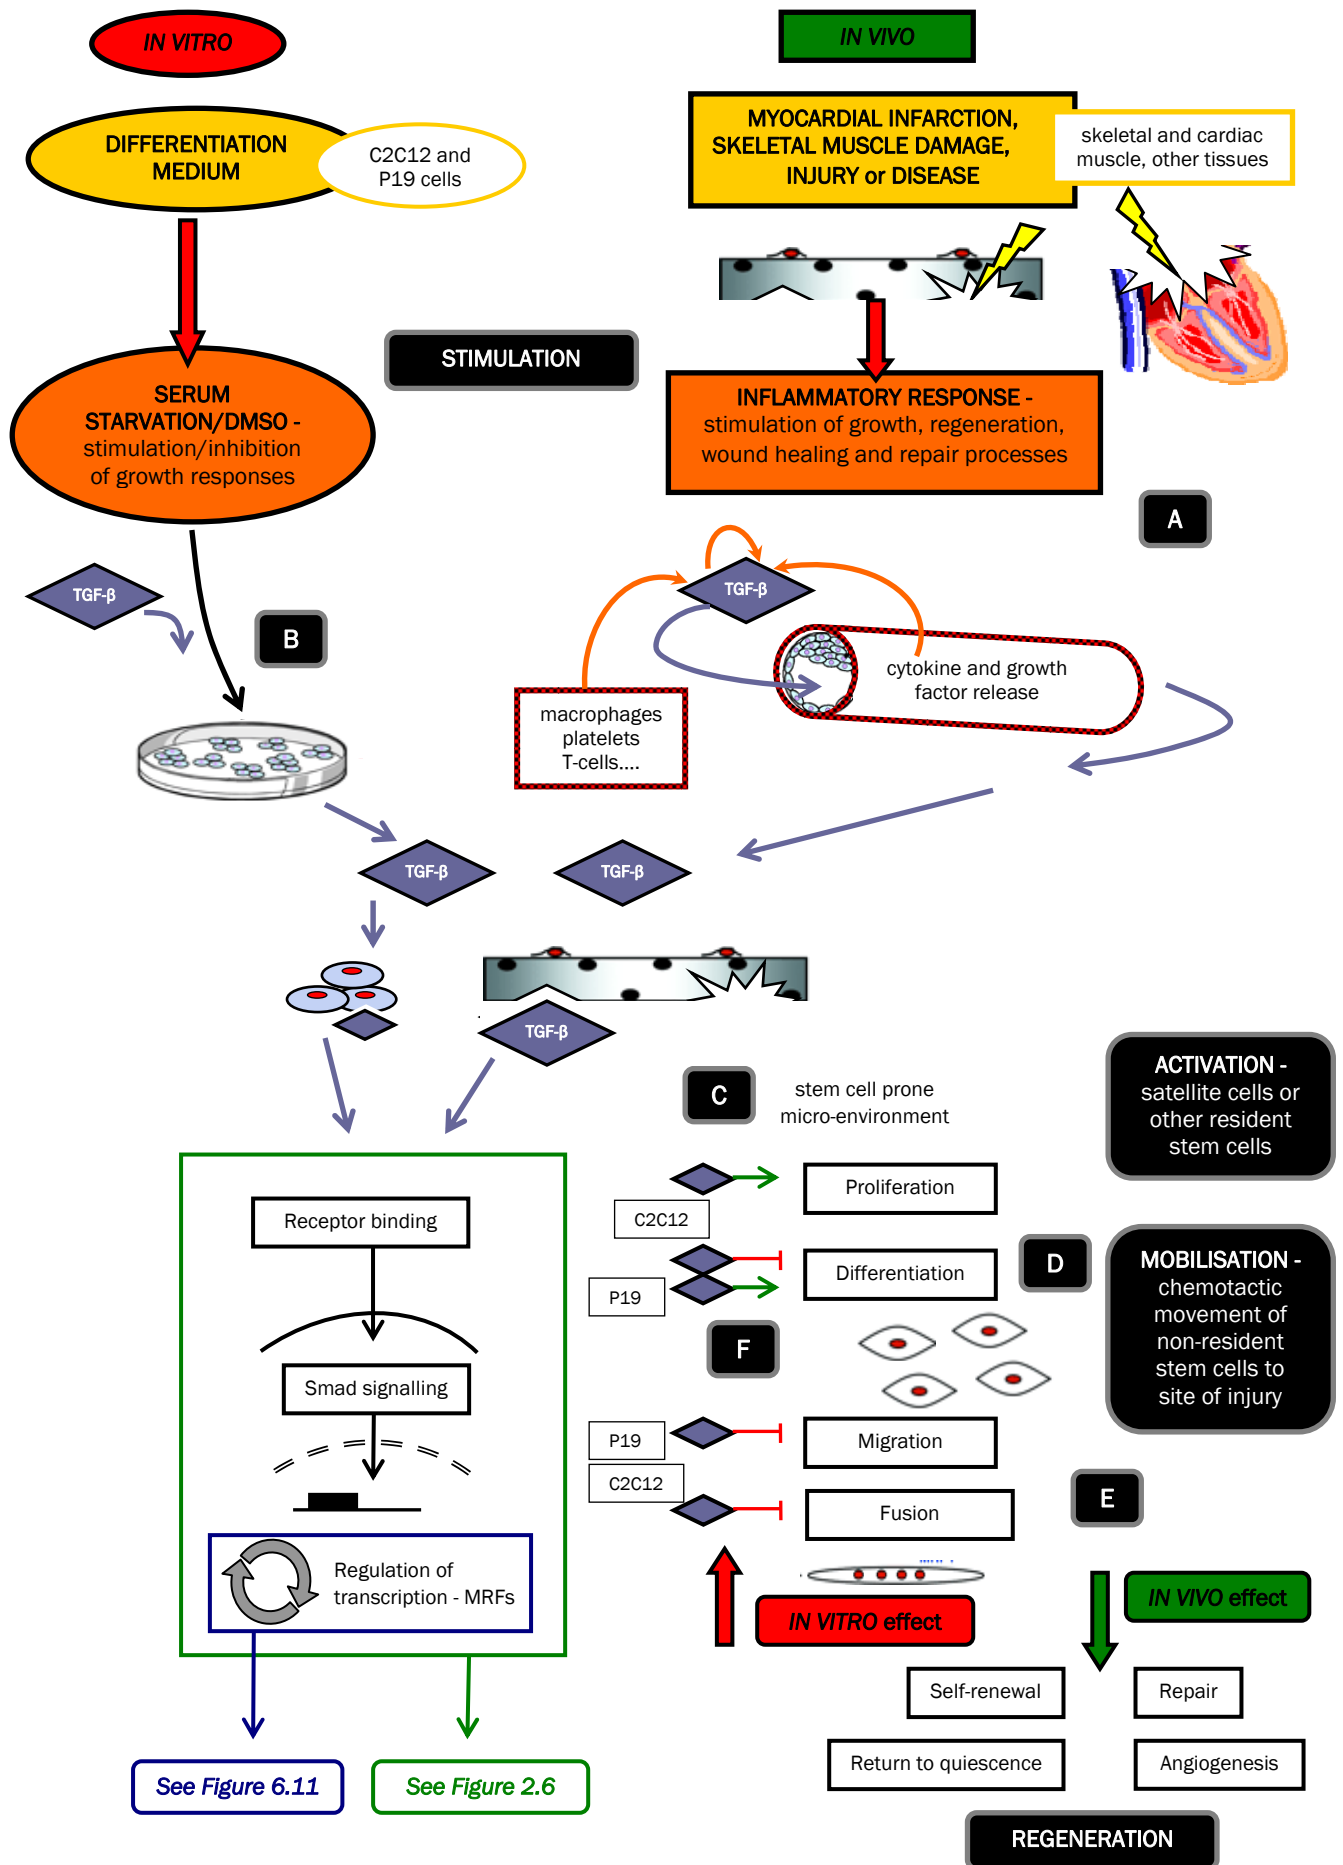 IN VITRO
IN VIVO
DIFFERENTIATION
MEDIUM
C2C12 and
P19 cells
MYOCARDIAL INFARCTION,
SKELETAL MUSCLE DAMAGE,
INJURY or DISEASE
skeletal and cardiac
muscle, other tissues
STIMULATION
SERUM
STARVATION/DMSO -
stimulation/inhibition
of growth responses
INFLAMMATORY RESPONSE -
stimulation of growth, regeneration,
wound healing and repair processes
A
TGF-β
TGF-β
B
cytokine and growth
factor release
macrophages
platelets
T-cells....
TGF-β
TGF-β
TGF-β
C
stem cell prone
micro-environment
ACTIVATION -
satellite cells or
other resident
stem cells
Receptor binding
Proliferation
C2C12
Differentiation
P19
D
MOBILISATION -
chemotactic
movement of
non-resident
stem cells to
site of injury
F
Smad signalling
P19
Migration
C2C12
Fusion
E
Regulation of
transcription - MRFs
IN VITRO effect
IN VIVO effect
Self-renewal
Repair
Return to quiescence
Angiogenesis
See Figure 6.11
See Figure 2.6
REGENERATION